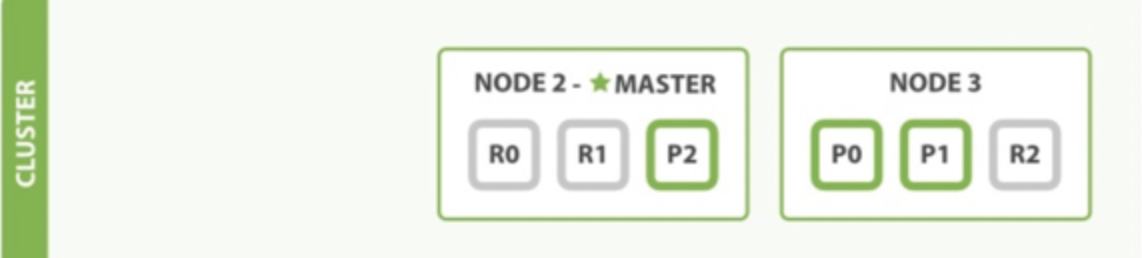 CLUSTER
NODE 2 - ★ MASTER
R0 R1 P2
NODE 3
P0 P1 R2